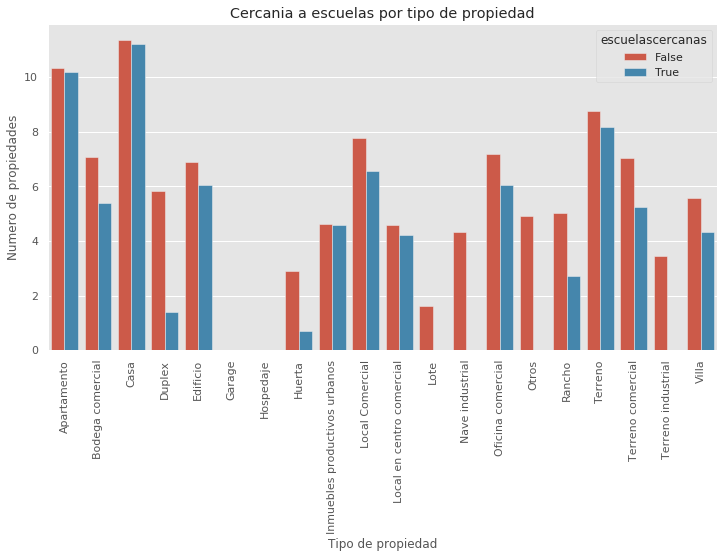 Cercania a escuelas por tipo de propiedad
escuelascercanas
False
True
Numero de propiedades
10
8
6
4
2
0
Apartamento
Bodega comercial
Casa
Duplex
Edificio
Garage
Hospedaje
Huerta
Inmuebles productivos urbanos
Local Comercial
Local en centro comercial
Lote
Nave industrial
Oficina comercial
Otros
Rancho
Terreno
Terreno comercial
Terreno industrial
Villa
Tipo de propiedad